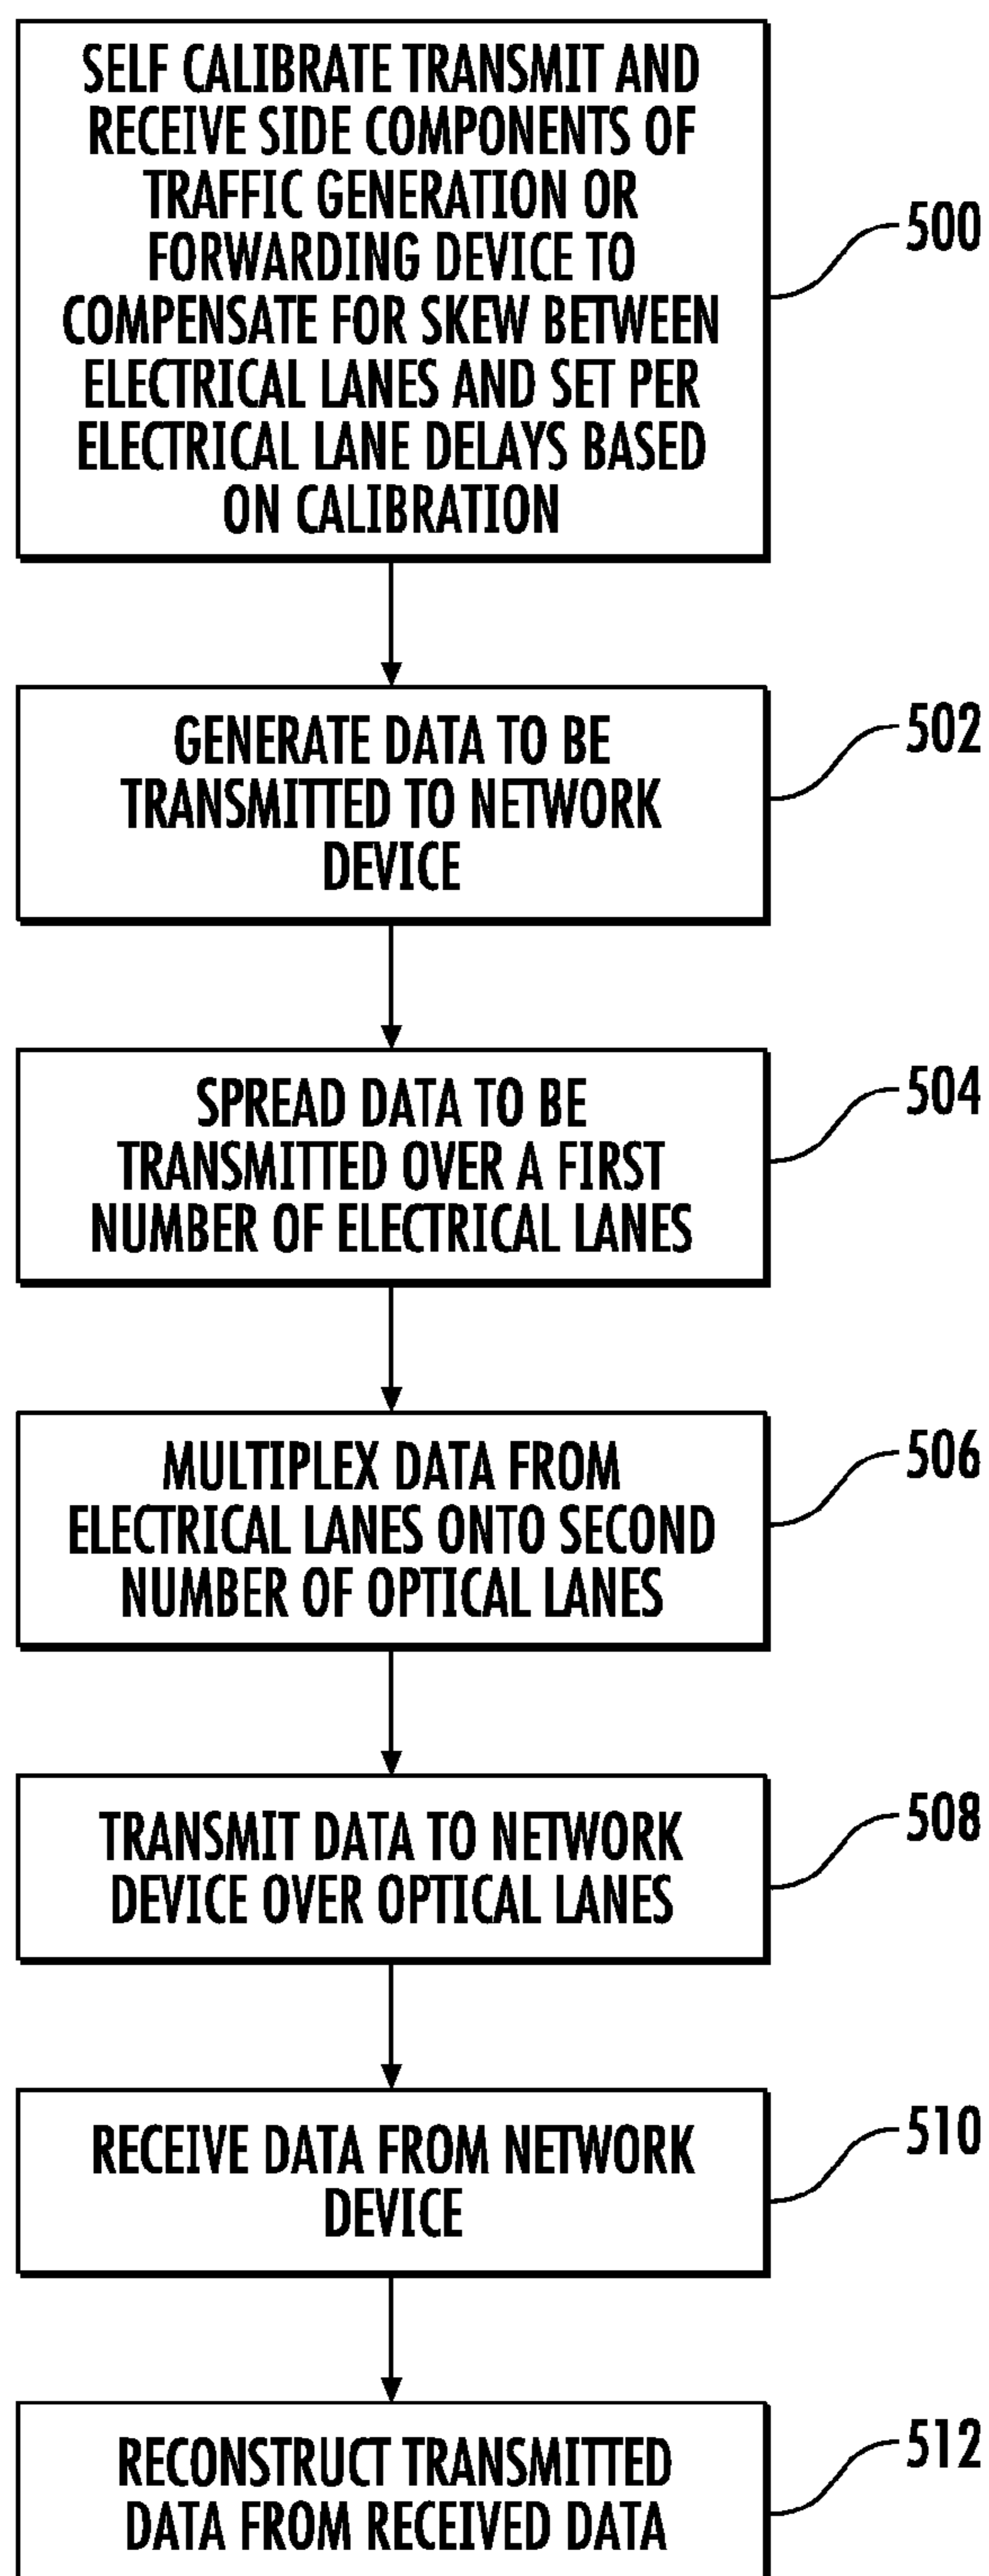 SELF CALIBRATE TRANSMIT AND
RECEIVE SIDE COMPONENTS OF
TRAFFIC GENERATION OR
FORWARDING DEVICE TO
COMPENSATE FOR SKEW BETWEEN
ELECTRICAL LANES AND SET PER
ELECTRICAL LANE DELAYS BASED
ON CALIBRATION
500
GENERATE DATA TO BE
TRANSMITTED TO NETWORK
DEVICE
502
SPREAD DATA TO BE
TRANSMITTED OVER A FIRST
NUMBER OF ELECTRICAL LANES
504
MULTIPLEX DATA FROM
ELECTRICAL LANES ONTO SECOND
NUMBER OF OPTICAL LANES
506
TRANSMIT DATA TO NETWORK
DEVICE OVER OPTICAL LANES
508
RECEIVE DATA FROM NETWORK
DEVICE
510
RECONSTRUCT TRANSMITTED
DATA FROM RECEIVED DATA
512